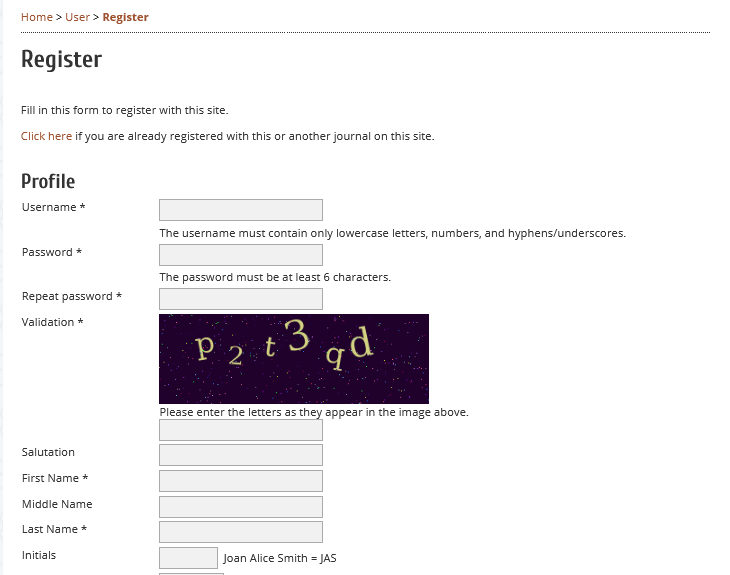 Home > User > Register
Register
Fill in this form to register with this site.
Click here if you are already registered with this or another journal on this site.
Profile
Username *
The username must contain only lowercase letters, numbers, and hyphens/underscores.
Password *
The password must be at least 6 characters.
Repeat password *
Validation *
p2t3qd
Please enter the letters as they appear in the image above.
Salutation
First Name *
Middle Name
Last Name *
Initials Joan Alice Smith = JAS